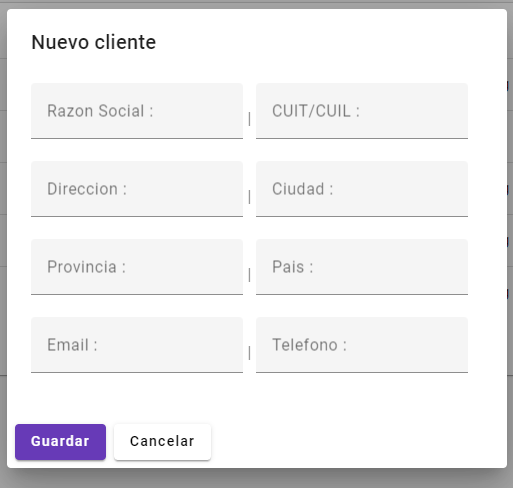 Nuevo cliente
Razon Social : | CUIT/CUIL :
Direccion : | Ciudad :
Provincia : | Pais :
Email : | Telefono :
Guardar Cancelar